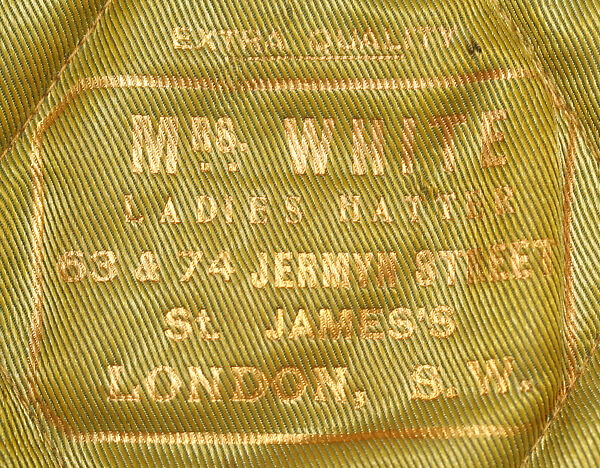 EXTRA QUALITY
MRS. WHITE
LADIES HATTER
63 & 74 JERMYN STREET
St. JAMES'S
LONDON, S.W.